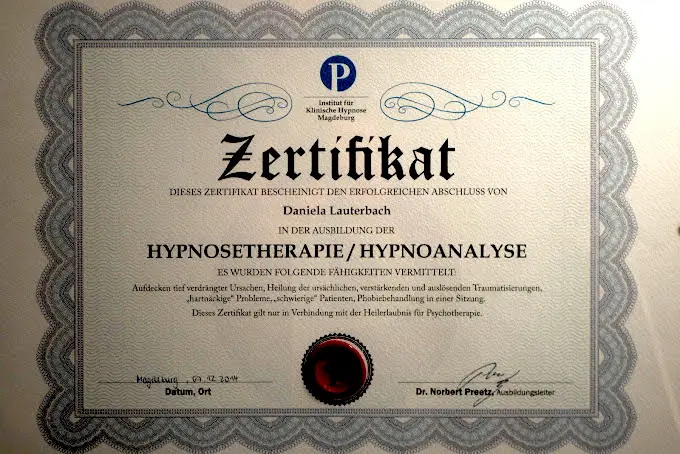 P
Institut für
Klinische Hypnose
Magdeburg
Zertifikat
DIESES ZERTIFIKAT BESCHEINIGT DEN ERFOLGREICHEN ABSCHLUSS VON
Daniela Lauterbach
IN DER AUSBILDUNG DER
HYPNOSETHERAPIE / HYPNOANALYSE
ES WURDEN FOLGENDE FÄHIGKEITEN VERMITTELT:
Aufdecken tief verdrängter Ursachen, Heilung der ursächlichen, verstärkenden und auslösenden Traumatisierungen,
„hartnäckige“ Probleme, „schwierige“ Patienten, Phobiebehandlung in einer Sitzung.
Dieses Zertifikat gilt nur in Verbindung mit der Heilerlaubnis für Psychotherapie.
Magdeburg, 07.12.2014
Datum, Ort
Dr. Norbert Preetz, Ausbildungsleiter